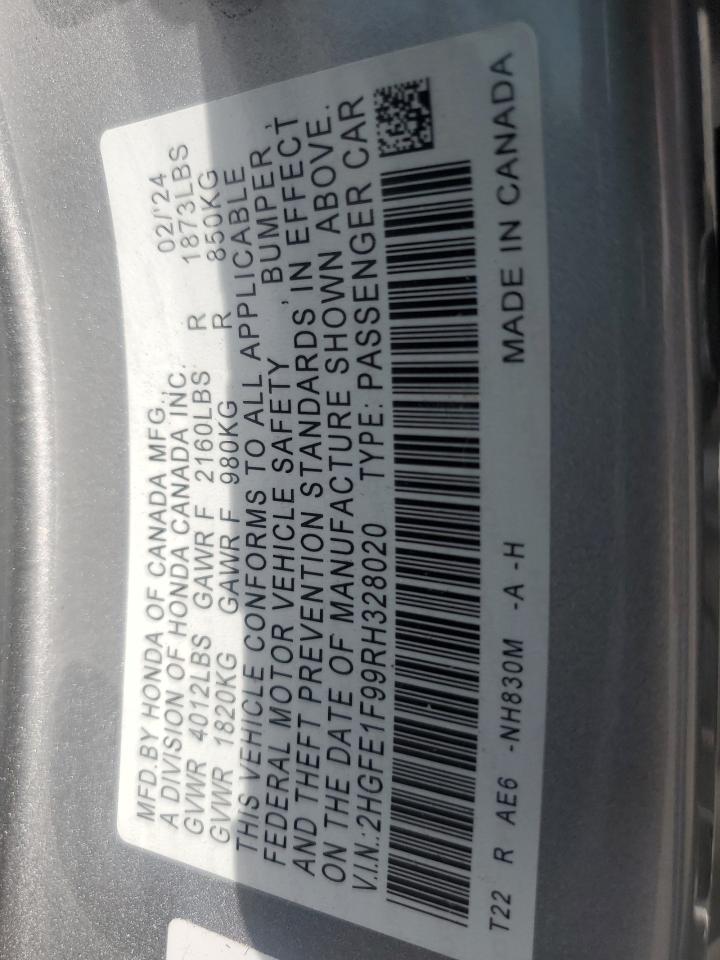 MFD.BY HONDA OF CANADA MFG., 02/'24
A DIVISION OF HONDA CANADA INC.
GVWR 4012LBS GAWR F 2160LBS R 1873LBS
GVWR 1820KG GAWR F 980KG R 850KG
THIS VEHICLE CONFORMS TO ALL APPLICABLE
FEDERAL MOTOR VEHICLE SAFETY, BUMPER,
AND THEFT PREVENTION STANDARDS IN EFFECT
ON THE DATE OF MANUFACTURE SHOWN ABOVE.
V.I.N.:2HGFE1F99RH328020 TYPE: PASSENGER CAR
T22 R AE6 -NH830M -A -H MADE IN CANADA